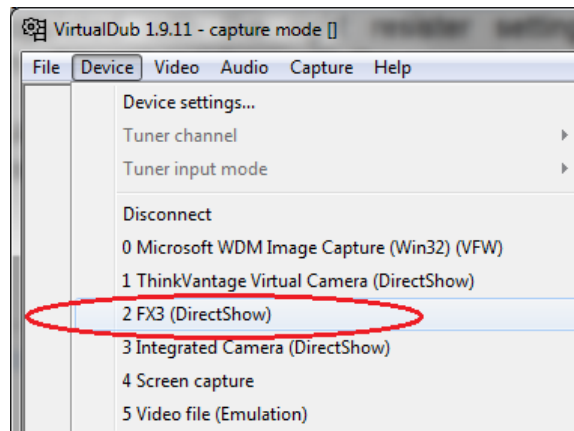 VirtualDub 1.9.11 - capture mode []
resister setting
File Device Video Audio Capture Help
Device settings...
Tuner channel
Tuner input mode
Disconnect
0 Microsoft WDM Image Capture (Win32) (VFW)
1 ThinkVantage Virtual Camera (DirectShow)
2 FX3 (DirectShow)
3 Integrated Camera (DirectShow)
4 Screen capture
5 Video file (Emulation)